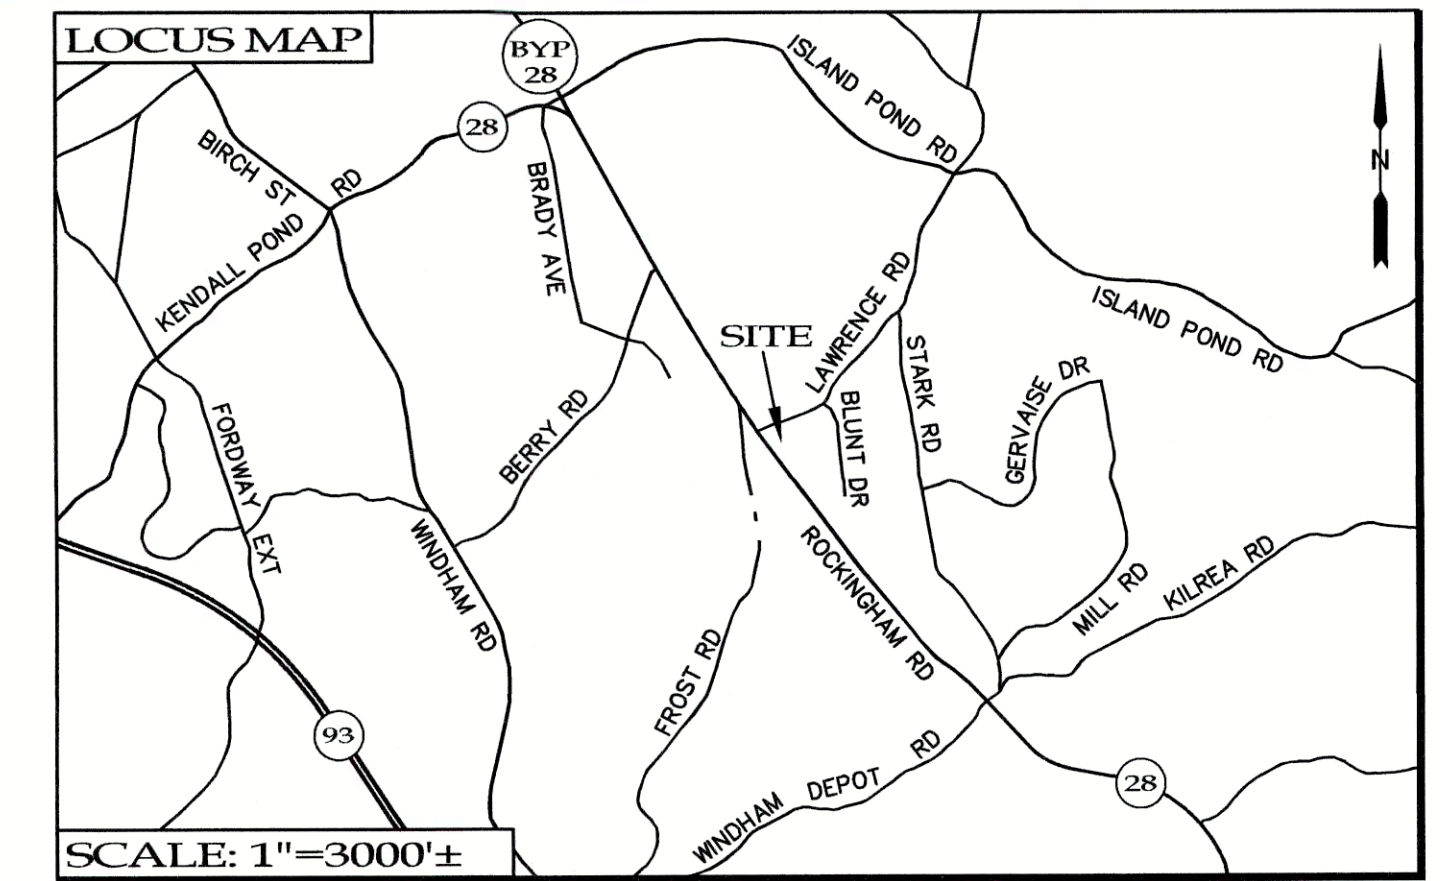 LOCUS MAP
BYP
28
28
ISLAND POND RD
N
BIRCH ST
KENDALL POND RD
BRADY AVE
LAWRENCE RD
ISLAND POND RD
SITE
STARK RD
GERVAISE DR
BLUNT DR
BERRY RD
FORDWAY EXT
WINDHAM RD
ROCKINGHAM RD
MILL RD
KILREA RD
FROST RD
93
WINDHAM DEPOT RD
28
SCALE: 1"=3000'±